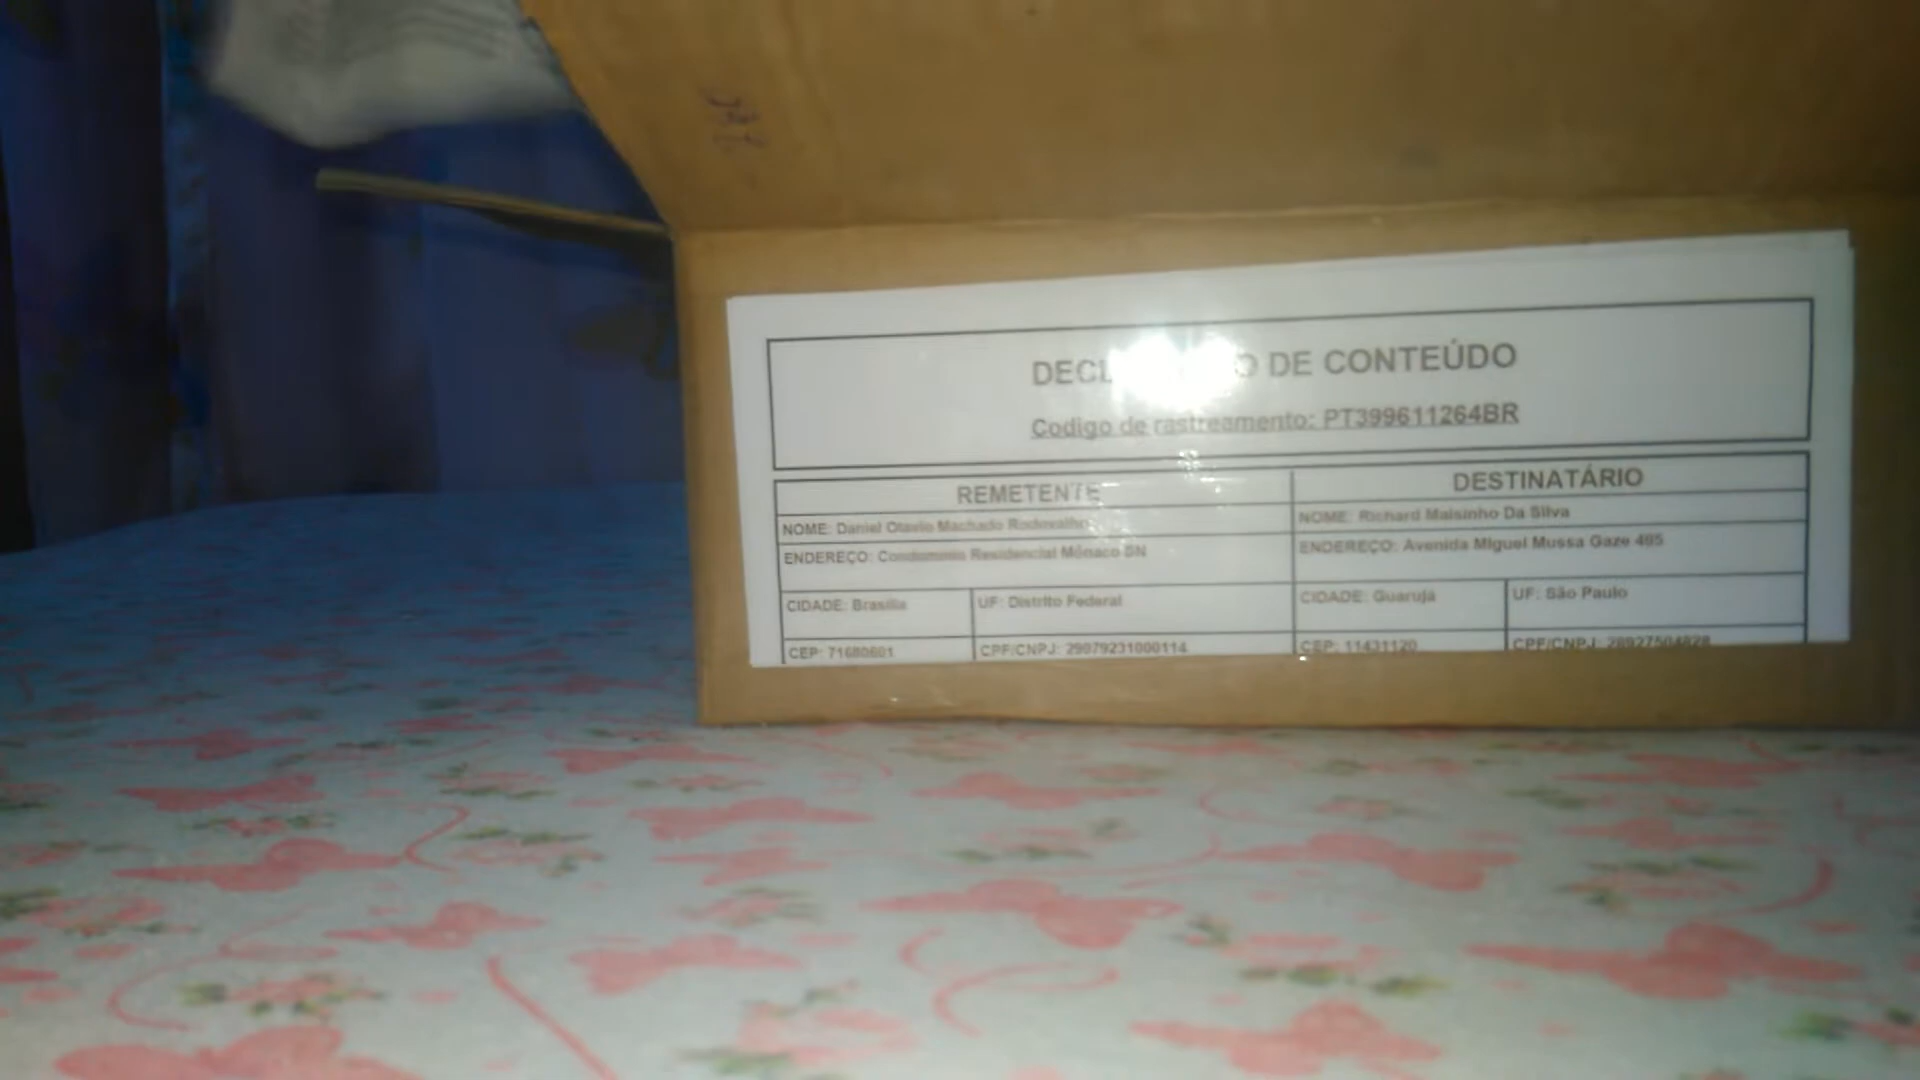 DE CONTEÚDO
Codigo de rastreamento: PT399611264BR
REMETENTE
DESTINATÁRIO
NOME: Daniel Otavio Machado Rodovalho
NOME: Richard Malsinho Da Silva
ENDEREÇO: Condominio Residencial Mônaco SN
ENDEREÇO: Avenida Miguel Mussa Gaze 495
CIDADE: Brasilia
UF: Distrito Federal
CIDADE: Guarujá
UF: São Paulo
CEP: 71680601
CPF/CNPJ: 29079231000114
CEP: 11431120
CPF/CNPJ: